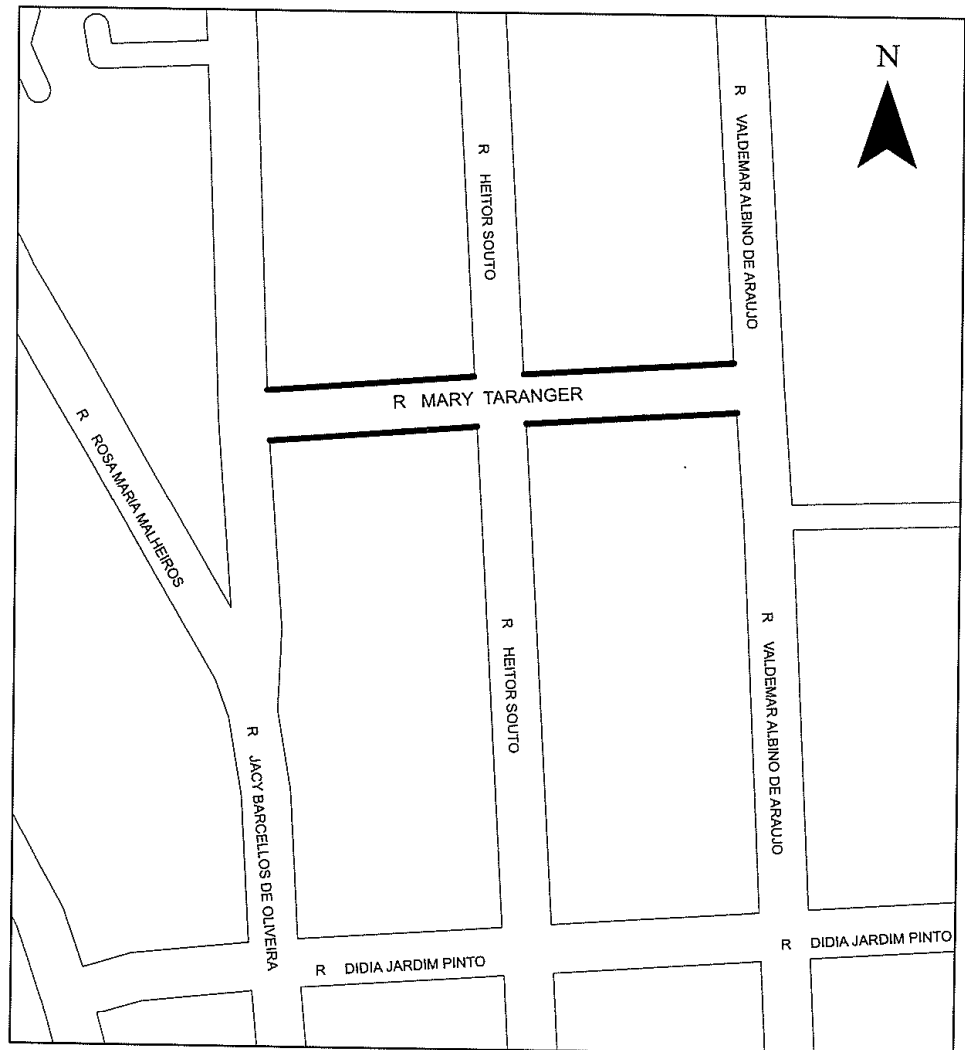 N
R HEITOR SOUTO
R VALDEMAR ALBINO DE ARAUJO
R MARY TARANGER
R ROSA MARIA MALHEIROS
R HEITOR SOUTO
R VALDEMAR ALBINO DE ARAUJO
R JACY BARCELLOS DE OLIVEIRA
R DIDIA JARDIM PINTO
R DIDIA JARDIM PINTO